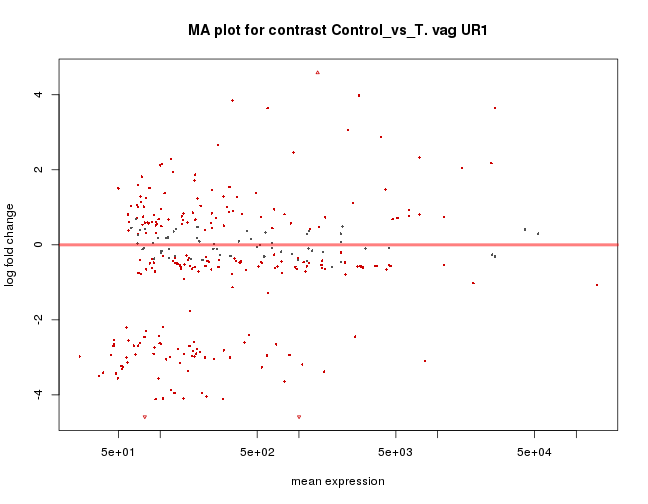 MA plot for contrast Control_vs_T. vag UR1
log fold change
4
2
0
-2
-4
5e+01
5e+02
5e+03
5e+04
mean expression